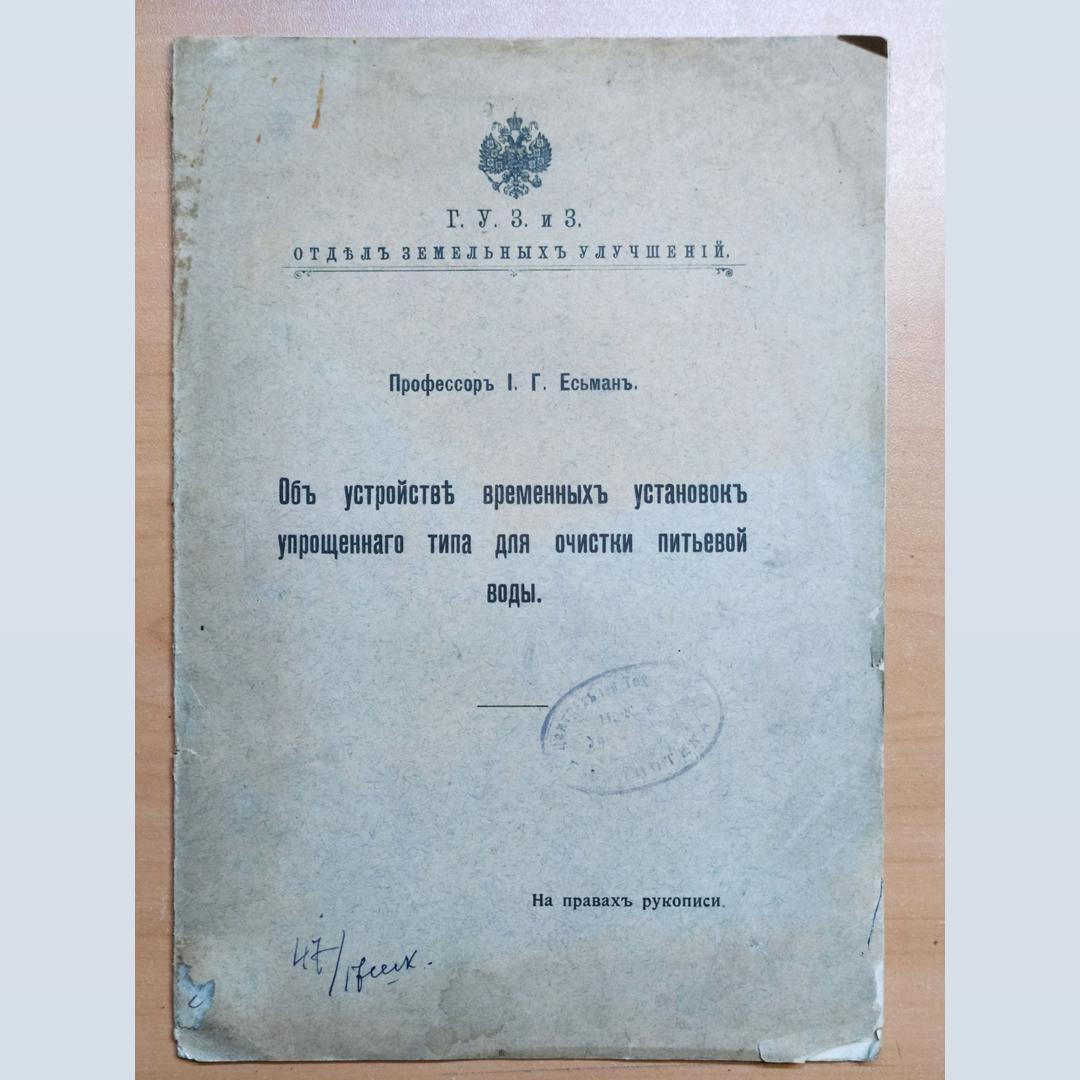 Г. У. З. и З.
ОТДѢЛЪ ЗЕМЕЛЬНЫХЪ УЛУЧШЕНІЙ.
Профессоръ І. Г. Есьманъ.
Объ устройствѣ временныхъ установокъ
упрощеннаго типа для очистки питьевой
воды.
На правахъ рукописи.
47/